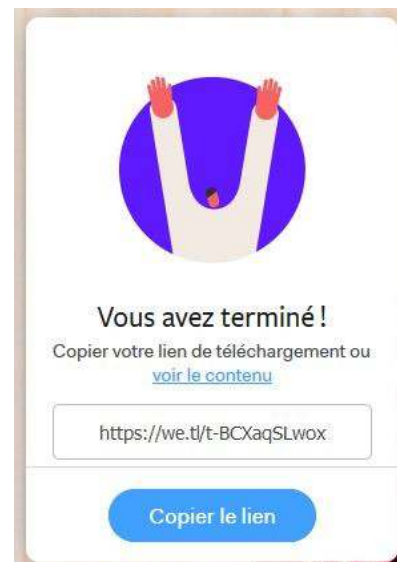 Vous avez terminé !
Copier votre lien de téléchargement ou
voir le contenu
https://we.tl/t-BCXaqSLwox
Copier le lien